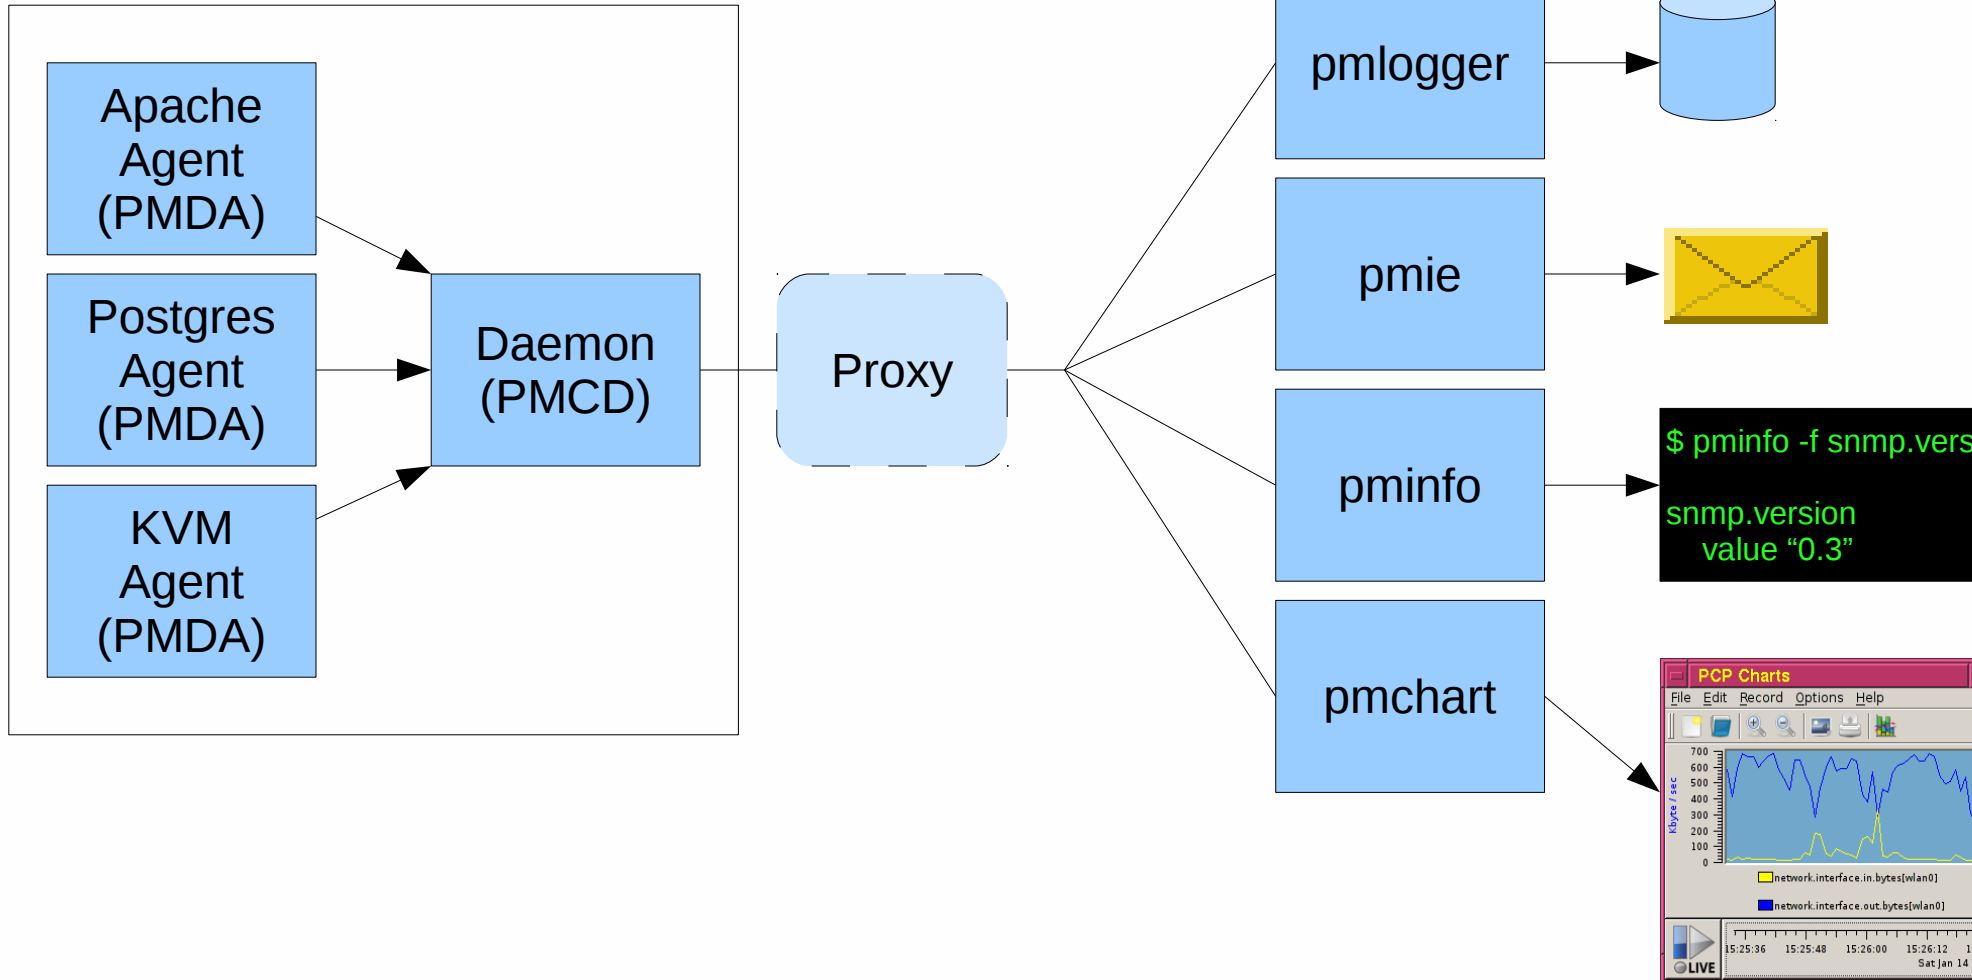 Apache
Agent
(PMDA)
Postgres
Agent
(PMDA)
KVM
Agent
(PMDA)
Daemon
(PMCD)
Proxy
pmlogger
pmie
pminfo
pmchart
$ pminfo -f snmp.vers
snmp.version
value “0.3”
PCP Charts
File Edit Record Options Help
Kbyte / sec
700
600
500
400
300
200
100
0
network.interface.in.bytes[wlan0]
network.interface.out.bytes[wlan0]
15:25:36 15:25:48 15:26:00 15:26:12 1
Sat Jan 14
LIVE